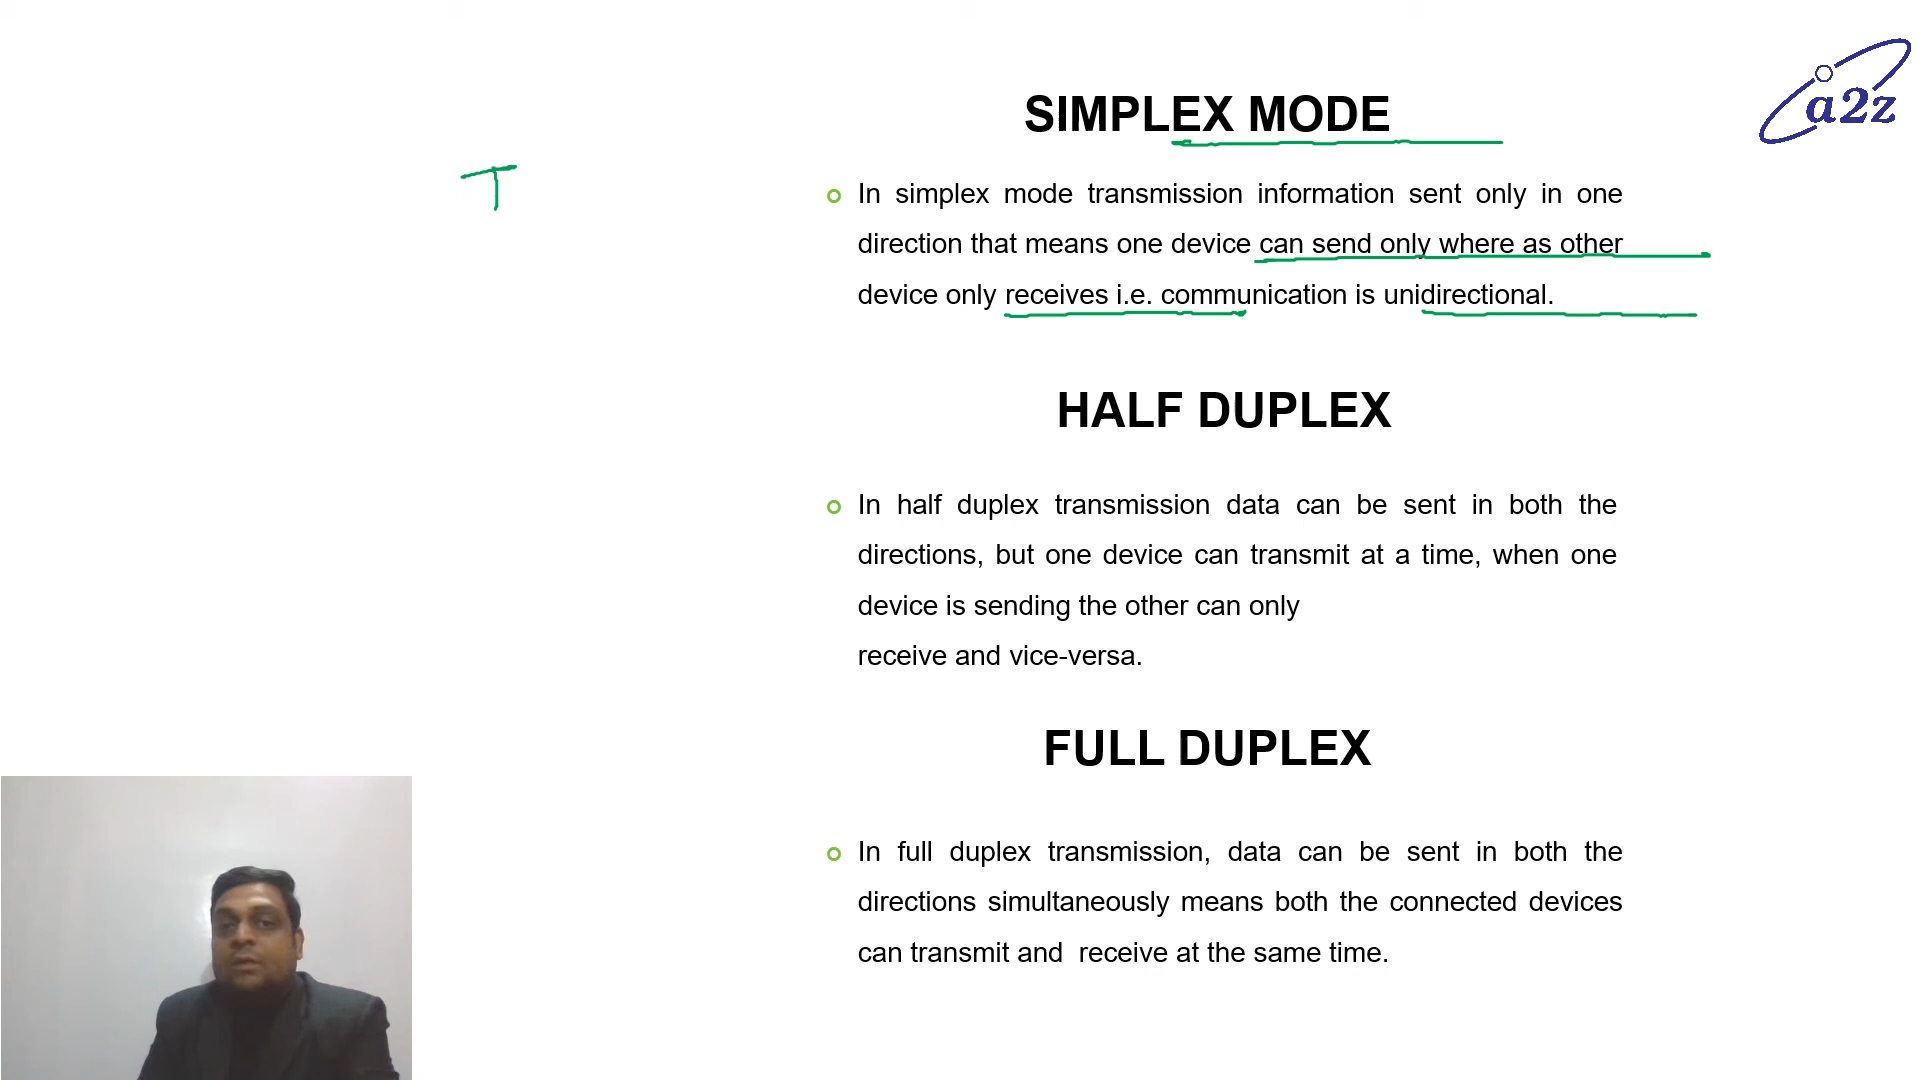 a2z
SIMPLEX MODE
T
In simplex mode transmission information sent only in one
direction that means one device can send only where as other
device only receives i.e. communication is unidirectional.
HALF DUPLEX
In half duplex transmission data can be sent in both the
directions, but one device can transmit at a time, when one
device is sending the other can only
receive and vice-versa.
FULL DUPLEX
In full duplex transmission, data can be sent in both the
directions simultaneously means both the connected devices
can transmit and receive at the same time.